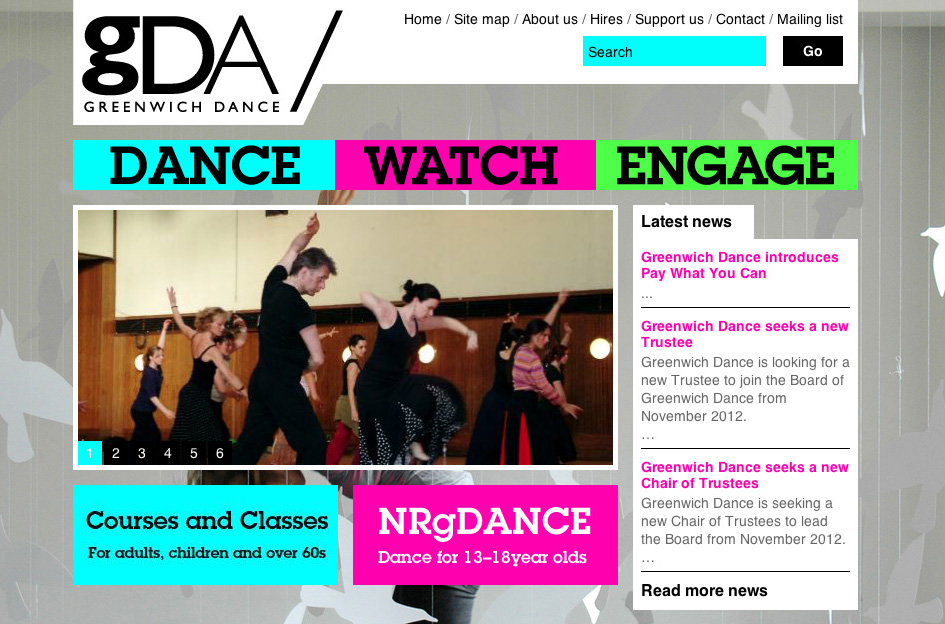 gDA/
GREENWICH DANCE
Home / Site map / About us / Hires / Support us / Contact / Mailing list
Search
Go
DANCE
WATCH
ENGAGE
1 2 3 4 5 6
Courses and Classes
For adults, children and over 60s
NRgDANCE
Dance for 13–18year olds
Latest news
Greenwich Dance introduces
Pay What You Can
...
Greenwich Dance seeks a new
Trustee
Greenwich Dance is looking for a
new Trustee to join the Board of
Greenwich Dance from
November 2012.
...
Greenwich Dance seeks a new
Chair of Trustees
Greenwich Dance is seeking a
new Chair of Trustees to lead
the Board from November 2012.
...
Read more news